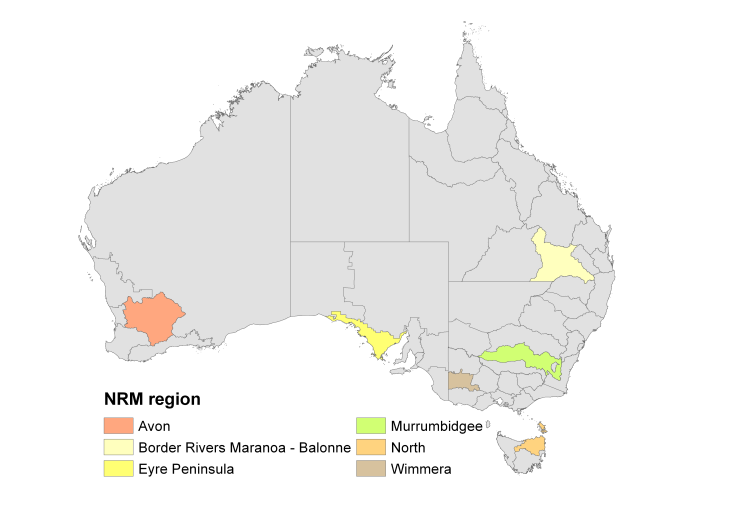 NRM region
Avon
Border Rivers Maranoa - Balonne
Eyre Peninsula
Murrumbidgee
North
Wimmera